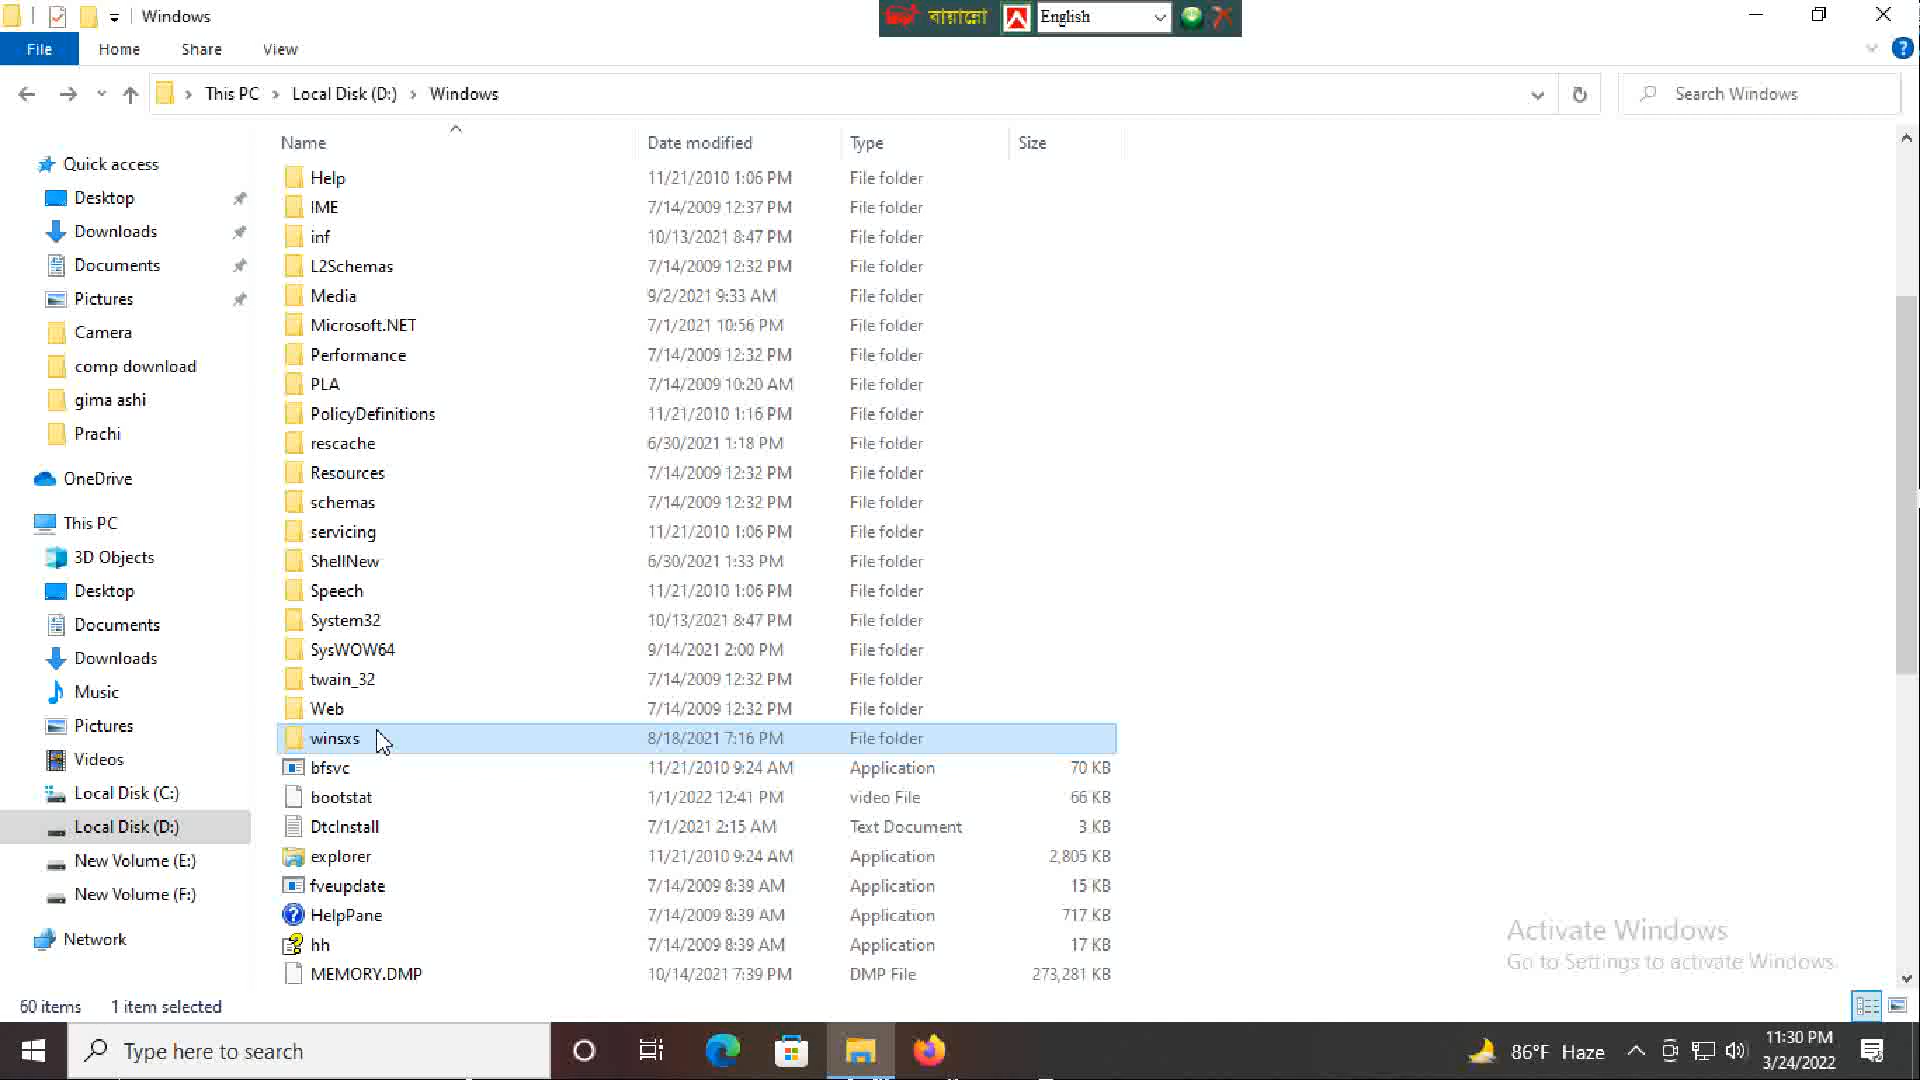 Windows
বায়ান্নো
English
File Home Share View
This PC Local Disk (D:) Windows
Search Windows
Name Date modified Type Size
Quick access
Desktop
Downloads
Documents
Pictures
Camera
comp download
gima ashi
Prachi
OneDrive
This PC
3D Objects
Desktop
Documents
Downloads
Music
Pictures
Videos
Local Disk (C:)
Local Disk (D:)
New Volume (E:)
New Volume (F:)
Network
Help 11/21/2010 1:06 PM File folder
IME 7/14/2009 12:37 PM File folder
inf 10/13/2021 8:47 PM File folder
L2Schemas 7/14/2009 12:32 PM File folder
Media 9/2/2021 9:33 AM File folder
Microsoft.NET 7/1/2021 10:56 PM File folder
Performance 7/14/2009 12:32 PM File folder
PLA 7/14/2009 10:20 AM File folder
PolicyDefinitions 11/21/2010 1:16 PM File folder
rescache 6/30/2021 1:18 PM File folder
Resources 7/14/2009 12:32 PM File folder
schemas 7/14/2009 12:32 PM File folder
servicing 11/21/2010 1:06 PM File folder
ShellNew 6/30/2021 1:33 PM File folder
Speech 11/21/2010 1:06 PM File folder
System32 10/13/2021 8:47 PM File folder
SysWOW64 9/14/2021 2:00 PM File folder
twain_32 7/14/2009 12:32 PM File folder
Web 7/14/2009 12:32 PM File folder
winsxs 8/18/2021 7:16 PM File folder
bfsvc 11/21/2010 9:24 AM Application 70 KB
bootstat 1/1/2022 12:41 PM video File 66 KB
DtcInstall 7/1/2021 2:15 AM Text Document 3 KB
explorer 11/21/2010 9:24 AM Application 2,805 KB
fveupdate 7/14/2009 8:39 AM Application 15 KB
HelpPane 7/14/2009 8:39 AM Application 717 KB
hh 7/14/2009 8:39 AM Application 17 KB
MEMORY.DMP 10/14/2021 7:39 PM DMP File 273,281 KB
Activate Windows
Go to Settings to activate Windows.
60 items 1 item selected
Type here to search
86°F Haze
11:30 PM
3/24/2022